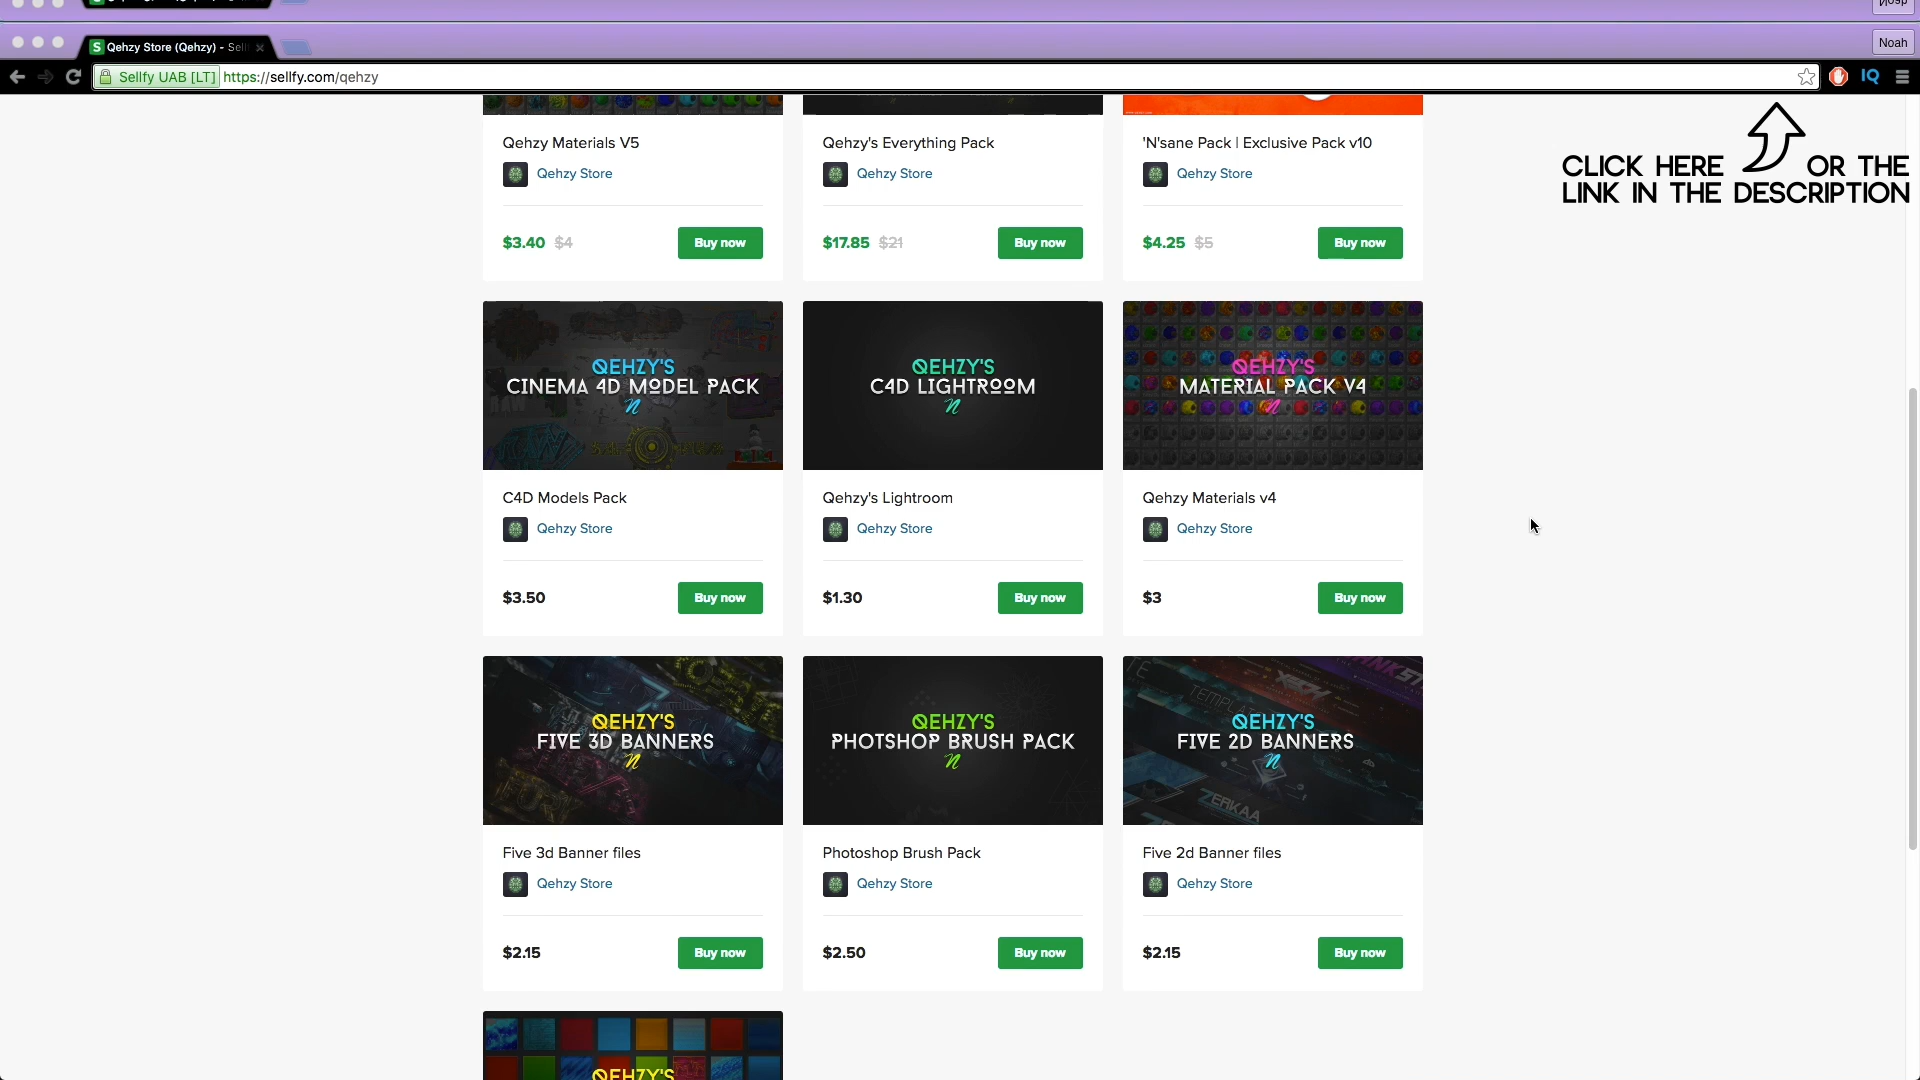 Noah
Qehzy Store (Qehzy) - Sell
Noah
Sellfy UAB [LT] https://sellfy.com/qehzy
IQ
CLICK HERE OR THE
LINK IN THE DESCRIPTION
Qehzy Materials V5
Qehzy Store
$3.40 $4 Buy now
Qehzy's Everything Pack
Qehzy Store
$17.85 $21 Buy now
'N'sane Pack | Exclusive Pack v10
Qehzy Store
$4.25 $5 Buy now
QEHZY'S
CINEMA 4D MODEL PACK
N
C4D Models Pack
Qehzy Store
$3.50 Buy now
QEHZY'S
C4D LIGHTROOM
N
Qehzy's Lightroom
Qehzy Store
$1.30 Buy now
QEHZY'S
MATERIAL PACK V4
N
Qehzy Materials v4
Qehzy Store
$3 Buy now
QEHZY'S
FIVE 3D BANNERS
N
Five 3d Banner files
Qehzy Store
$2.15 Buy now
QEHZY'S
PHOTSHOP BRUSH PACK
N
Photoshop Brush Pack
Qehzy Store
$2.50 Buy now
TEMPLA
QEHZY'S
FIVE 2D BANNERS
N
ZERKAA
Five 2d Banner files
Qehzy Store
$2.15 Buy now
QEHZY'S